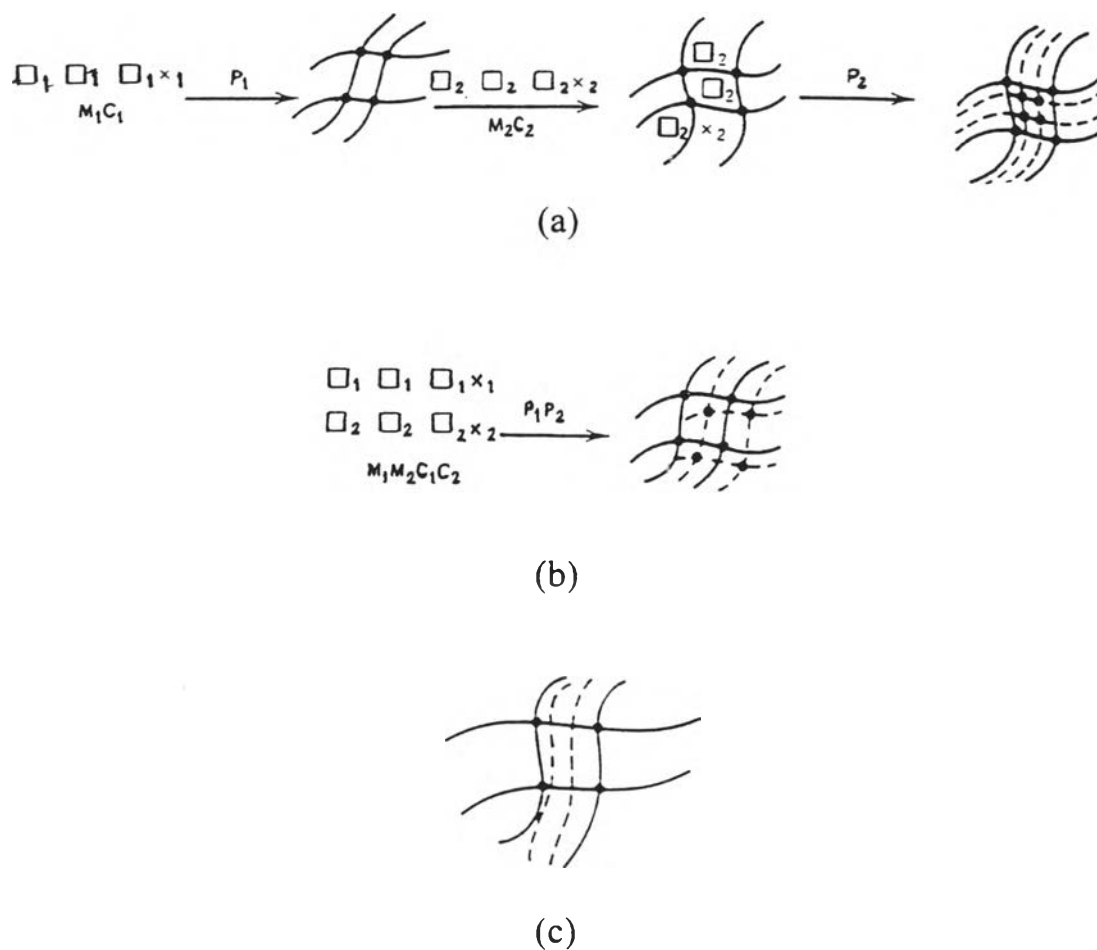 □₁ □₁ □₁×₁ P₁ □₂ □₂ □₂×₂ □₂ P₂
M₁C₁ M₂C₂ □₂
□₂×₂
(a)
□₁ □₁ □₁×₁
□₂ □₂ □₂×₂ P₁P₂
M₁M₂C₁C₂
(b)
(c)